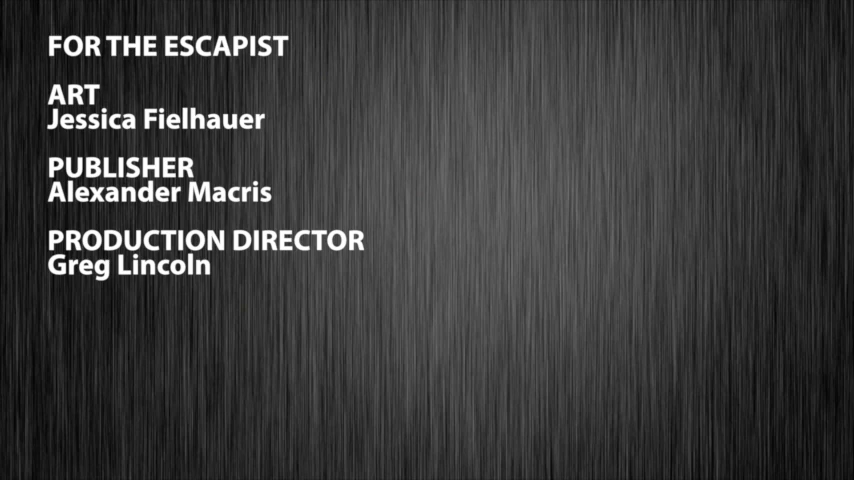 FOR THE ESCAPIST
ART
Jessica Fielhauer
PUBLISHER
Alexander Macris
PRODUCTION DIRECTOR
Greg Lincoln